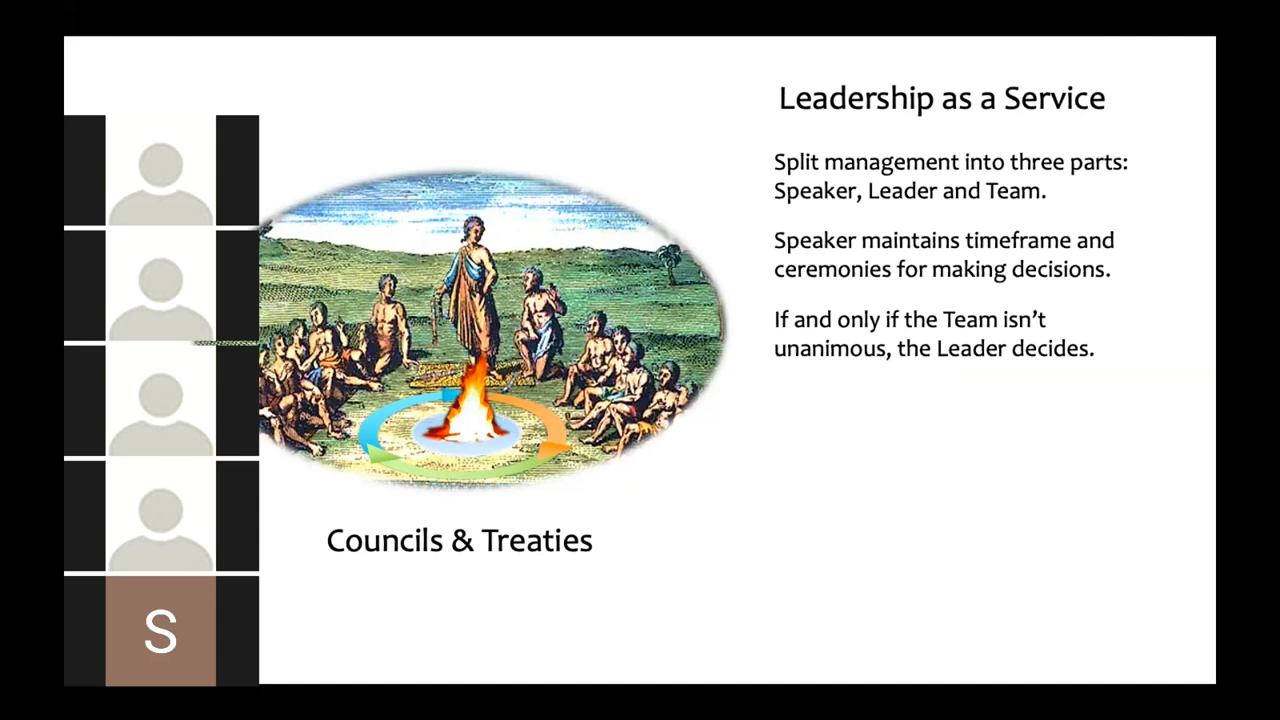 Leadership as a Service
Split management into three parts:
Speaker, Leader and Team.
Speaker maintains timeframe and
ceremonies for making decisions.
If and only if the Team isn’t
unanimous, the Leader decides.
Councils & Treaties
S